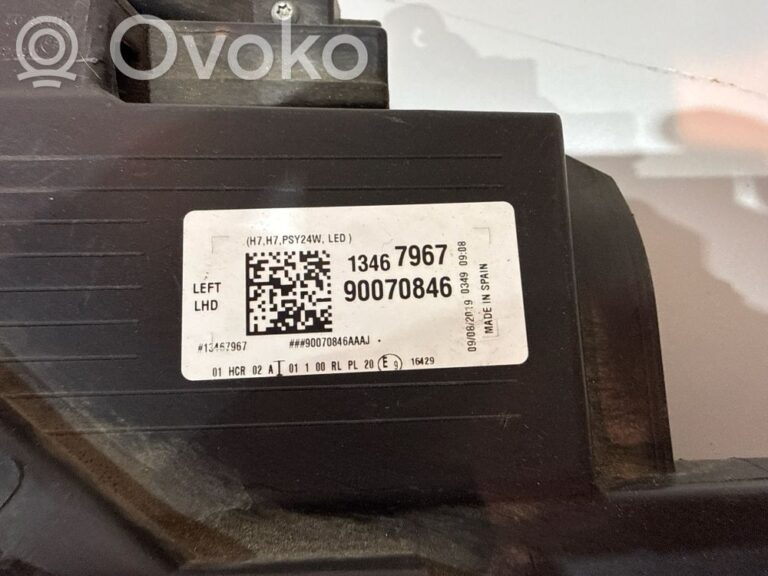 Ovoko
(H7,H7,PSY24W, LED)
LEFT
LHD
1346 7967
90070846
#13467967
###90070846AAAJ
09/08/2019 0349 09:08
MADE IN SPAIN
01 HCR 02 A 01 1 00 RL PL 20 E9 16429